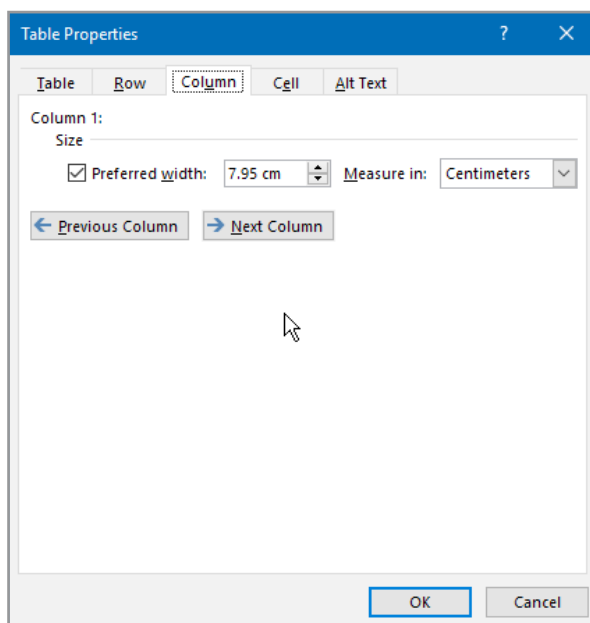 Table Properties ?
Table Row Column Cell Alt Text
Column 1:
Size
Preferred width: 7.95 cm Measure in: Centimeters
Previous Column Next Column
OK Cancel